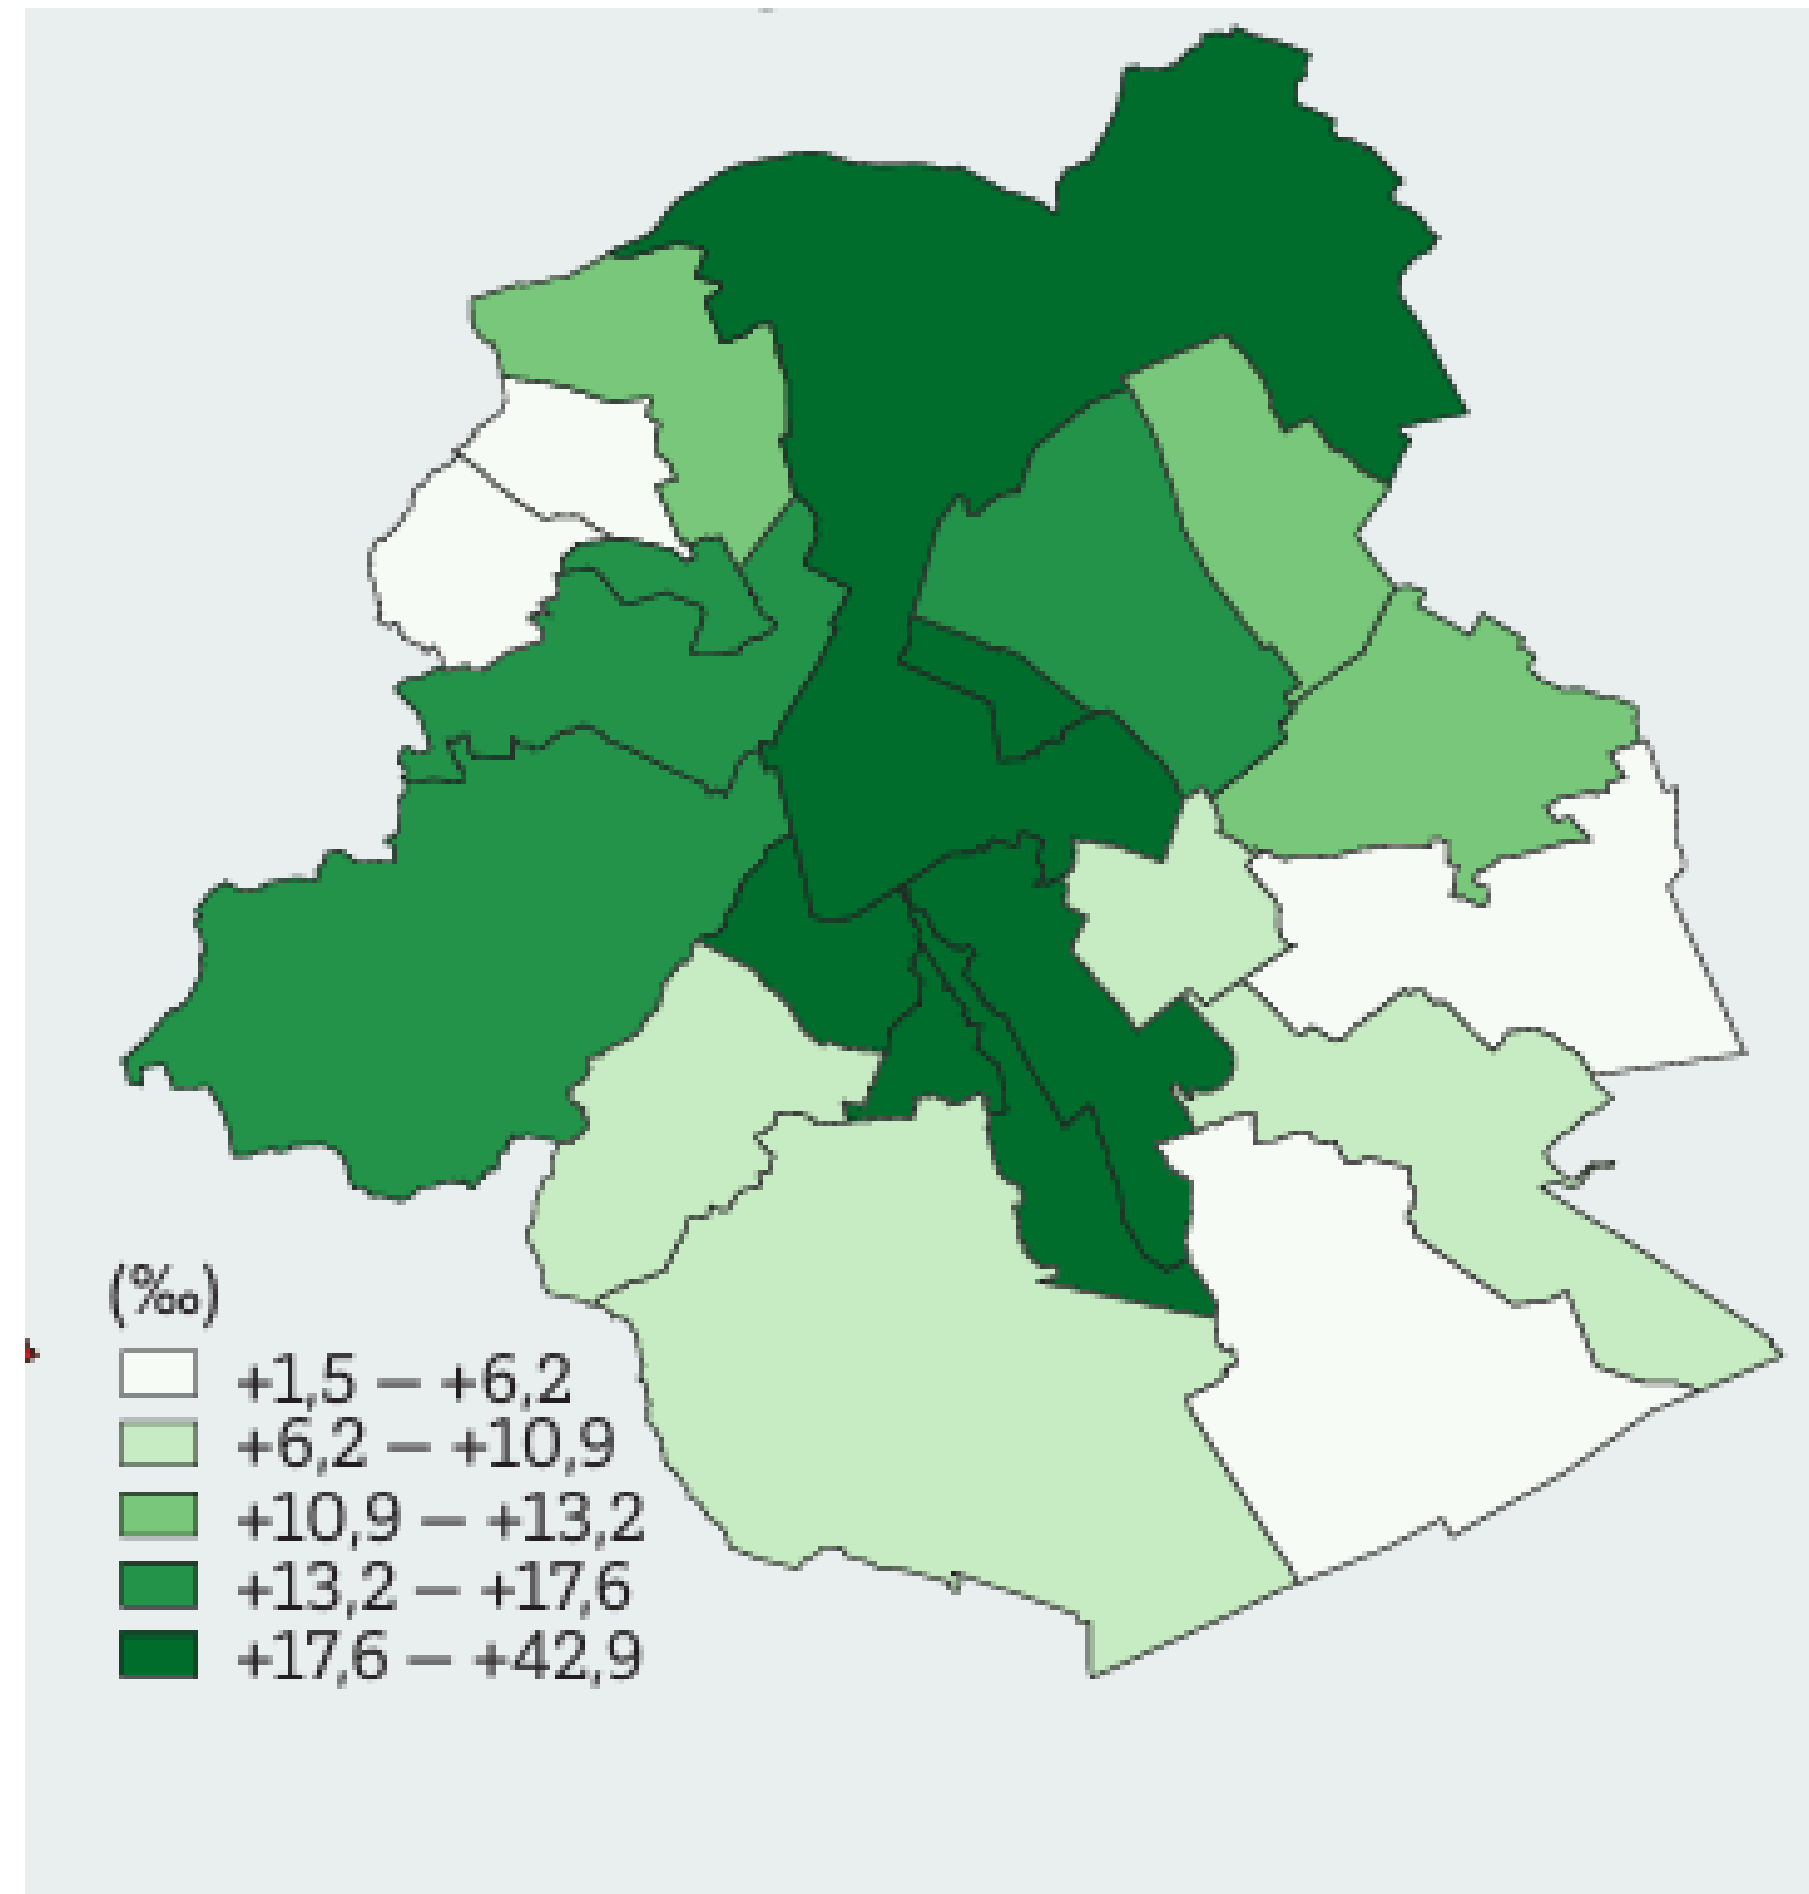 (‰)
+1,5 – +6,2
+6,2 – +10,9
+10,9 – +13,2
+13,2 – +17,6
+17,6 – +42,9